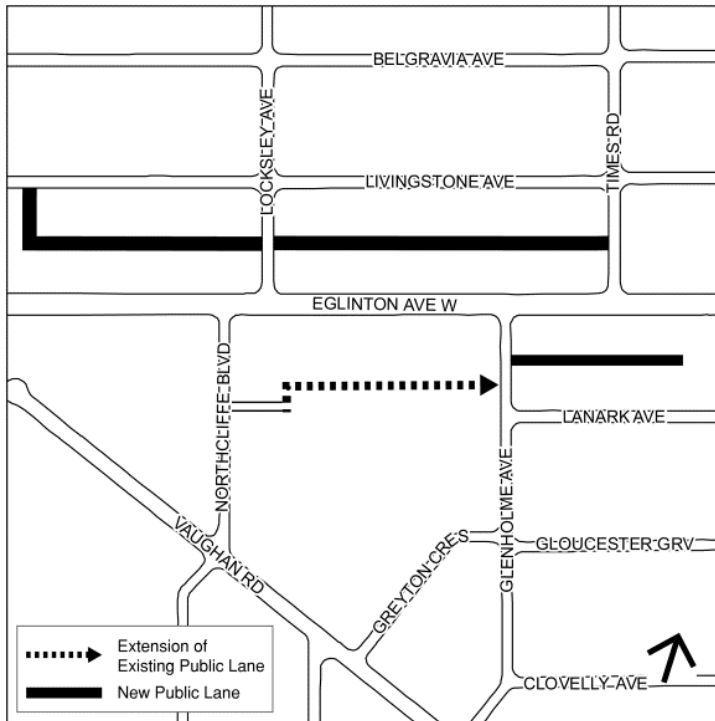 BELGRAVIA AVE
LOCKSLEY AVE
TIMES RD
LIVINGSTONE AVE
EGLINTON AVE W
NORTHCLIFFE BLVD
LANARK AVE
GLENHOLME AVE
VAUGHAN RD
GREYTON CRES
GLOUCESTER GRV
CLOVELLY AVE
Extension of
Existing Public Lane
New Public Lane